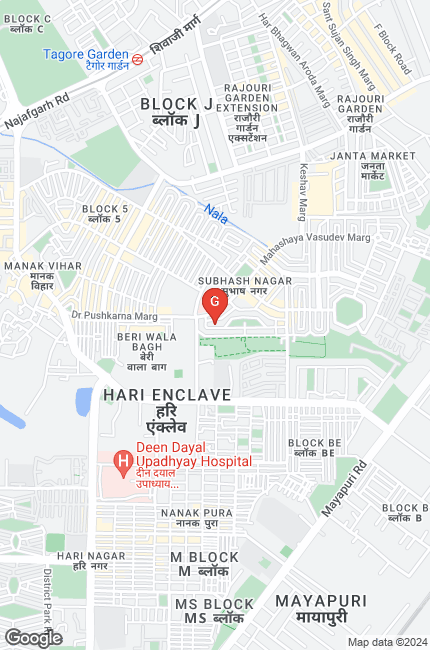 BLOCK C
ब्लॉक C
शिवाजी मार्ग
Sant Sujan Singh Marg
Har Bhagwan Arora Marg
F Block Road
Tagore Garden
टैगोर गार्डन
Najafgarh Rd
BLOCK J
ब्लॉक J
RAJOURI
GARDEN
EXTENSION
राजौरी
गार्डन
एक्सटेंशन
RAJOURI
GARDEN
राजौरी
गार्डन
JANTA MARKET
जनता
मार्केट
Keshav Marg
BLOCK 5
ब्लॉक 5
Nala
Mahashaya Vasudev Marg
MANAK VIHAR
मानक
विहार
SUBHASH NAGAR
सुभाष नगर
G
Dr Pushkarna Marg
BERI WALA
BAGH
बेरी
वाला बाग
HARI ENCLAVE
हरि
एंक्लेव
Deen Dayal
Upadhyay Hospital
दीन दयाल
उपाध्याय...
H
BLOCK BE
ब्लॉक BE
Mayapuri Rd
NANAK PURA
नानक पुरा
BLOCK B
ब्लॉक B
HARI NAGAR
हरि नगर
M BLOCK
M ब्लॉक
District Park R
MS BLOCK
MS ब्लॉक
MAYAPURI
मायापुरी
Google
Map data ©2024